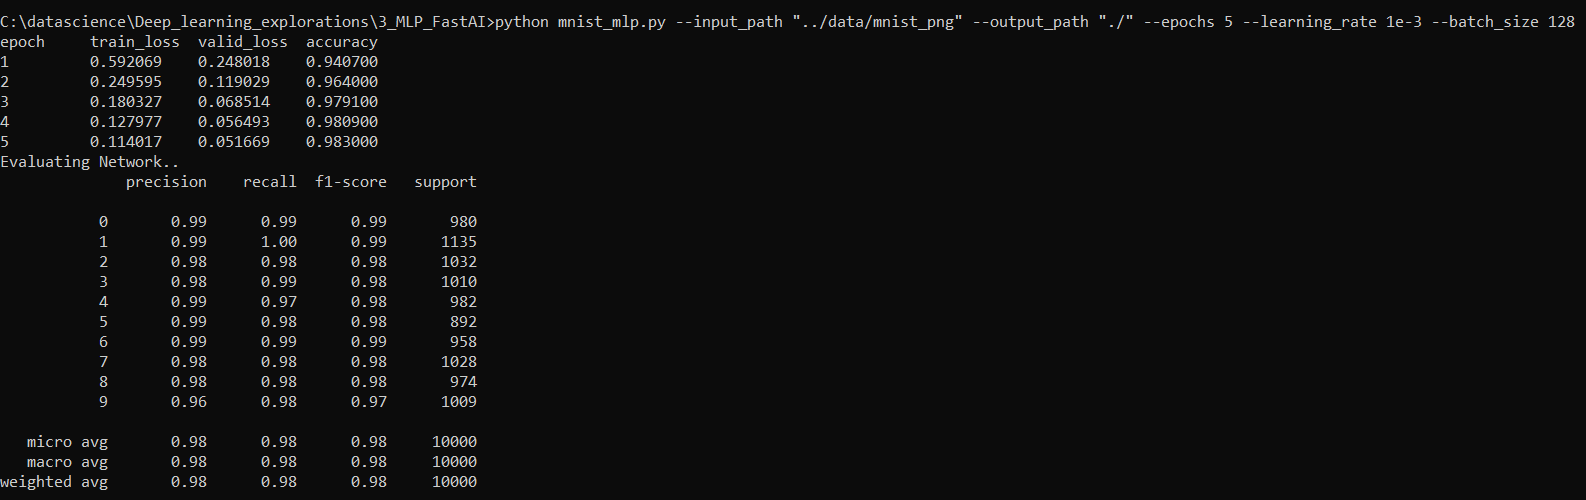 C:\datascience\Deep_learning_explorations\3_MLP_FastAI>python mnist_mlp.py --input_path "../data/mnist_png" --output_path "./" --epochs 5 --learning_rate 1e-3 --batch_size 128
epoch     train_loss  valid_loss  accuracy
1         0.592069    0.248018    0.940700
2         0.249595    0.119029    0.964000
3         0.180327    0.068514    0.979100
4         0.127977    0.056493    0.980900
5         0.114017    0.051669    0.983000
Evaluating Network..
              precision    recall  f1-score   support
           0       0.99      0.99      0.99       980
           1       0.99      1.00      0.99      1135
           2       0.98      0.98      0.98      1032
           3       0.98      0.99      0.98      1010
           4       0.99      0.97      0.98       982
           5       0.99      0.98      0.98       892
           6       0.99      0.99      0.99       958
           7       0.98      0.98      0.98      1028
           8       0.98      0.98      0.98       974
           9       0.96      0.98      0.97      1009
   micro avg       0.98      0.98      0.98     10000
   macro avg       0.98      0.98      0.98     10000
weighted avg       0.98      0.98      0.98     10000